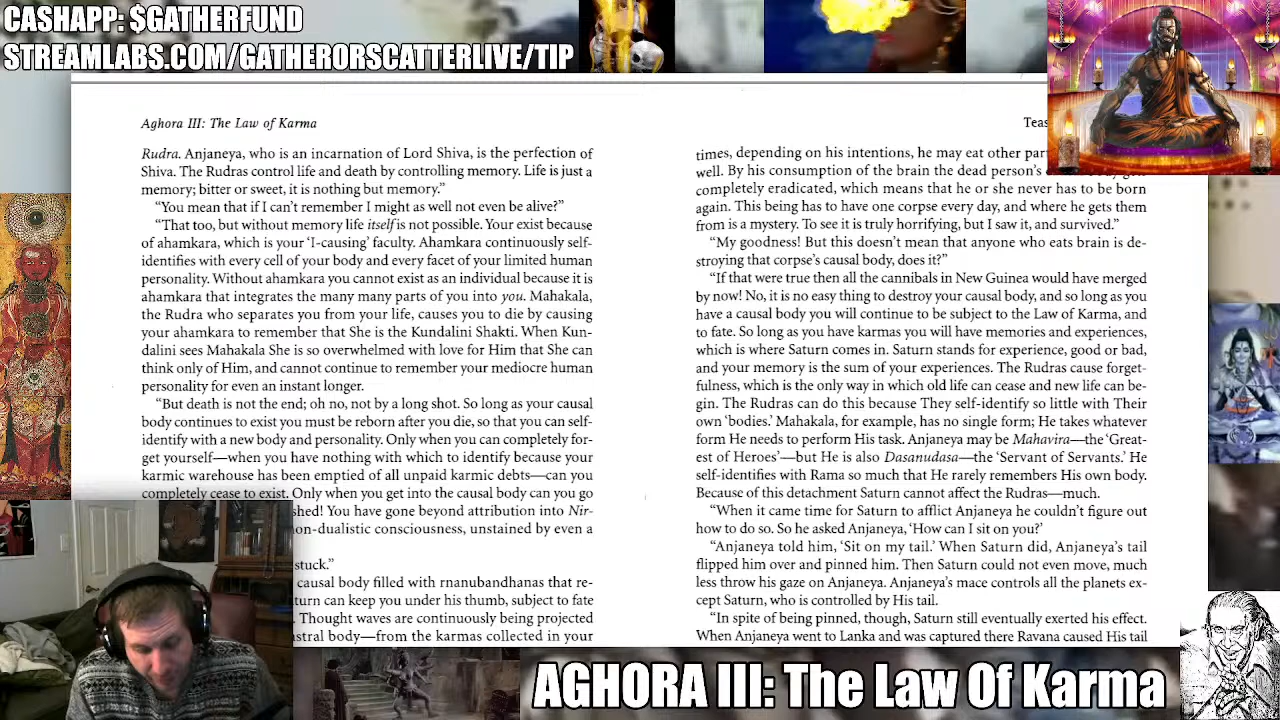 CASHAPP: $GATHERFUND
STREAMLABS.COM/GATHERORSCATTERLIVE/TIP
Aghora III: The Law of Karma
Rudra. Anjaneya, who is an incarnation of Lord Shiva, is the perfection of
Shiva. The Rudras control life and death by controlling memory. Life is just a
memory; bitter or sweet, it is nothing but memory.”
“You mean that if I can’t remember I might as well not even be alive?”
“That too, but without memory life itself is not possible. Your exist because
of ahamkara, which is your ‘I-causing’ faculty. Ahamkara continuously self-
identifies with every cell of your body and every facet of your limited human
personality. Without ahamkara you cannot exist as an individual because it is
ahamkara that integrates the many many parts of you into you. Mahakala,
the Rudra who separates you from your life, causes you to die by causing
your ahamkara to remember that She is the Kundalini Shakti. When Kun-
dalini sees Mahakala She is so overwhelmed with love for Him that She can
think only of Him, and cannot continue to remember your mediocre human
personality for even an instant longer.
“But death is not the end; oh no, not by a long shot. So long as your causal
body continues to exist you must be reborn after you die, so that you can self-
identify with a new body and personality. Only when you can completely for-
get yourself—when you have nothing with which to identify because your
karmic warehouse has been emptied of all unpaid karmic debts—can you
completely cease to exist. Only when you get into the causal body can you go
shed! You have gone beyond attribution into Nir-
on-dualistic consciousness, unstained by even a
stuck.”
causal body filled with rnanubandhanas that re-
turn can keep you under his thumb, subject to fate
. Thought waves are continuously being projected
stral body—from the karmas collected in your
Teas
times, depending on his intentions, he may eat other par
well. By his consumption of the brain the dead person’s
completely eradicated, which means that he or she never has to be born
again. This being has to have one corpse every day, and where he gets them
from is a mystery. To see it is truly horrifying, but I saw it, and survived.”
“My goodness! But this doesn’t mean that anyone who eats brain is de-
stroying that corpse’s causal body, does it?”
“If that were true then all the cannibals in New Guinea would have merged
by now! No, it is no easy thing to destroy your causal body, and so long as you
have a causal body you will continue to be subject to the Law of Karma, and
to fate. So long as you have karmas you will have memories and experiences,
which is where Saturn comes in. Saturn stands for experience, good or bad,
and your memory is the sum of your experiences. The Rudras cause forget-
fulness, which is the only way in which old life can cease and new life can be-
gin. The Rudras can do this because They self-identify so little with Their
own ‘bodies.’ Mahakala, for example, has no single form; He takes whatever
form He needs to perform His task. Anjaneya may be Mahavira—the ‘Great-
est of Heroes’—but He is also Dasanudasa—the ‘Servant of Servants.’ He
self-identifies with Rama so much that He rarely remembers His own body.
Because of this detachment Saturn cannot affect the Rudras—much.
“When it came time for Saturn to afflict Anjaneya he couldn’t figure out
how to do so. So he asked Anjaneya, ‘How can I sit on you?’
“Anjaneya told him, ‘Sit on my tail.’ When Saturn did, Anjaneya’s tail
flipped him over and pinned him. Then Saturn could not even move, much
less throw his gaze on Anjaneya. Anjaneya’s mace controls all the planets ex-
cept Saturn, who is controlled by His tail.
“In spite of being pinned, though, Saturn still eventually exerted his effect.
When Anjaneya went to Lanka and was captured there Ravana caused His tail
AGHORA III: The Law Of Karma